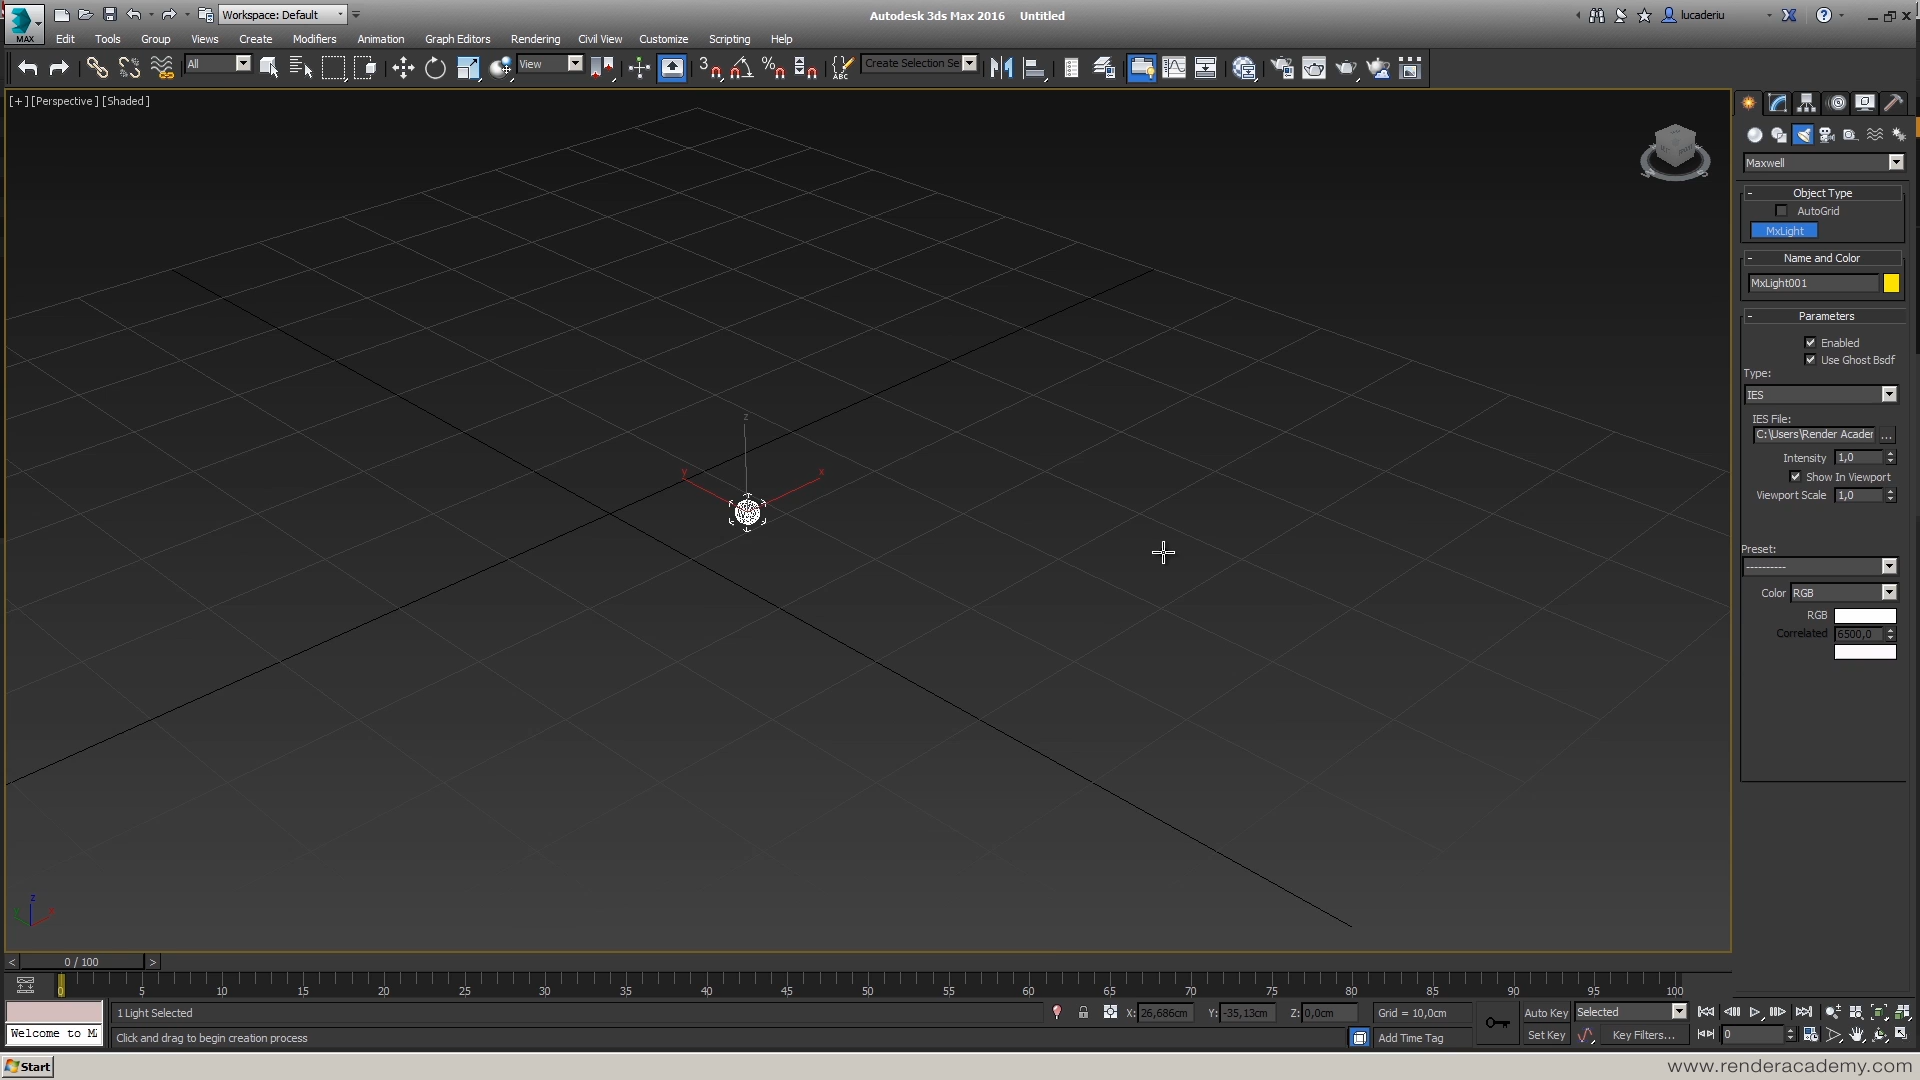 Workspace: Default
Autodesk 3ds Max 2016 Untitled
lucaderiu
MAX
Edit Tools Group Views Create Modifiers Animation Graph Editors Rendering Civil View Customize Scripting Help
All View Create Selection Se
[+] [Perspective] [Shaded]
Maxwell
- Object Type
AutoGrid
MxLight
- Name and Color
MxLight001
- Parameters
Enabled
Use Ghost Bsdf
Type:
IES
IES File:
C:\Users\Render Acader ...
Intensity 1,0
Show In Viewport
Viewport Scale 1,0
Preset:
----------
Color RGB
RGB
Correlated 6500,0
z
y x
z
< 0 / 100 >
0 5 10 15 20 25 30 35 40 45 50 55 60 65 70 75 80 85 90 95 100
1 Light Selected X: 26,686cm Y: -35,13cm Z: 0,0cm Grid = 10,0cm Auto Key Selected
Welcome to M
Click and drag to begin creation process Add Time Tag Set Key Key Filters... 0
Start
www.renderacademy.com